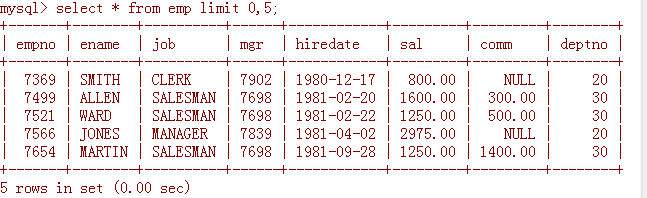 mysql> select * from emp limit 0,5;
+-------+--------+----------+------+------------+---------+---------+--------+
| empno | ename | job | mgr | hiredate | sal | comm | deptno |
+-------+--------+----------+------+------------+---------+---------+--------+
| 7369 | SMITH | CLERK | 7902 | 1980-12-17 | 800.00 | NULL | 20 |
| 7499 | ALLEN | SALESMAN | 7698 | 1981-02-20 | 1600.00 | 300.00 | 30 |
| 7521 | WARD | SALESMAN | 7698 | 1981-02-22 | 1250.00 | 500.00 | 30 |
| 7566 | JONES | MANAGER | 7839 | 1981-04-02 | 2975.00 | NULL | 20 |
| 7654 | MARTIN | SALESMAN | 7698 | 1981-09-28 | 1250.00 | 1400.00 | 30 |
+-------+--------+----------+------+------------+---------+---------+--------+
5 rows in set (0.00 sec)